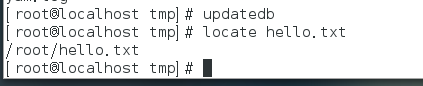 [root@localhost tmp]# updatedb
[root@localhost tmp]# locate hello.txt
/root/hello.txt
[root@localhost tmp]#